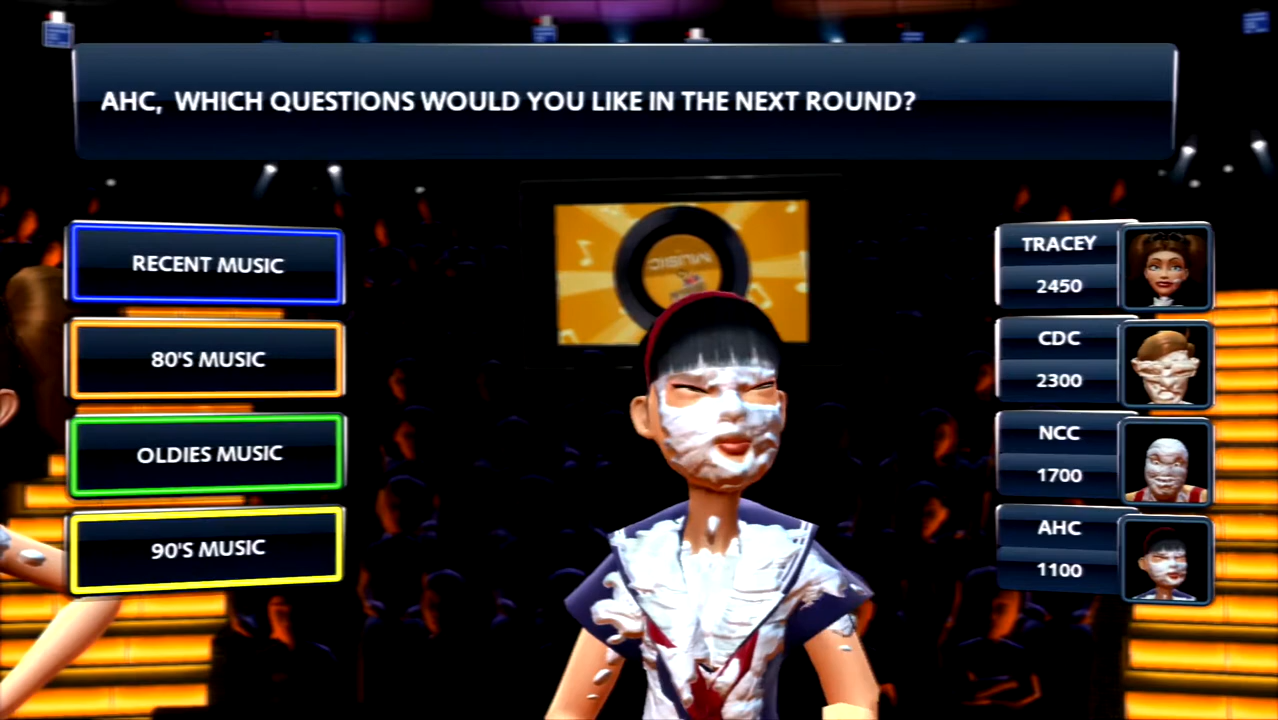 AHC, WHICH QUESTIONS WOULD YOU LIKE IN THE NEXT ROUND?
RECENT MUSIC
80'S MUSIC
OLDIES MUSIC
90'S MUSIC
MUSIC
TRACEY
2450
CDC
2300
NCC
1700
AHC
1100